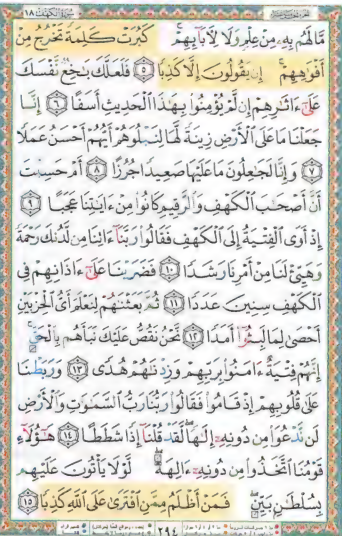 سورة الكهف ١٨
مَّا لَهُم بِهِۦ مِنْ عِلْمٍ وَلَا لِأَبَآئِهِمْ كَبُرَتْ كَلِمَةً تَخْرُجُ مِنْ
أَفْوَٰهِهِمْ إِن يَقُولُونَ إِلَّا كَذِبًا ٥ فَلَعَلَّكَ بَٰخِعٌ نَّفْسَكَ
عَلَىٰٓ ءَاثَٰرِهِمْ إِن لَّمْ يُؤْمِنُوا۟ بِهَٰذَا ٱلْحَدِيثِ أَسَفًا ٦ إِنَّا
جَعَلْنَا مَا عَلَى ٱلْأَرْضِ زِينَةً لَّهَا لِنَبْلُوَهُمْ أَيُّهُمْ أَحْسَنُ عَمَلًا
٧ وَإِنَّا لَجَٰعِلُونَ مَا عَلَيْهَا صَعِيدًا جُرُزًا ٨ أَمْ حَسِبْتَ
أَنَّ أَصْحَٰبَ ٱلْكَهْفِ وَٱلرَّقِيمِ كَانُوا۟ مِنْ ءَايَٰتِنَا عَجَبًا ٩
إِذْ أَوَى ٱلْفِتْيَةُ إِلَى ٱلْكَهْفِ فَقَالُوا۟ رَبَّنَآ ءَاتِنَا مِن لَّدُنكَ رَحْمَةً
وَهَيِّئْ لَنَا مِنْ أَمْرِنَا رَشَدًا ١٠ فَضَرَبْنَا عَلَىٰٓ ءَاذَانِهِمْ فِى
ٱلْكَهْفِ سِنِينَ عَدَدًا ١١ ثُمَّ بَعَثْنَٰهُمْ لِنَعْلَمَ أَىُّ ٱلْحِزْبَيْنِ
أَحْصَىٰ لِمَا لَبِثُوٓا۟ أَمَدًا ١٢ نَّحْنُ نَقُصُّ عَلَيْكَ نَبَأَهُم بِٱلْحَقِّ
إِنَّهُمْ فِتْيَةٌ ءَامَنُوا۟ بِرَبِّهِمْ وَزِدْنَٰهُمْ هُدًى ١٣ وَرَبَطْنَا
عَلَىٰ قُلُوبِهِمْ إِذْ قَامُوا۟ فَقَالُوا۟ رَبُّنَا رَبُّ ٱلسَّمَٰوَٰتِ وَٱلْأَرْضِ
لَن نَّدْعُوَا۟ مِن دُونِهِۦٓ إِلَٰهًا لَّقَدْ قُلْنَآ إِذًا شَطَطًا ١٤ هَٰٓؤُلَآءِ
قَوْمُنَا ٱتَّخَذُوا۟ مِن دُونِهِۦٓ ءَالِهَةً لَّوْلَا يَأْتُونَ عَلَيْهِم
بِسُلْطَٰنٍۭ بَيِّنٍ فَمَنْ أَظْلَمُ مِمَّنِ ٱفْتَرَىٰ عَلَى ٱللَّهِ كَذِبًا ١٥
٢٩٤